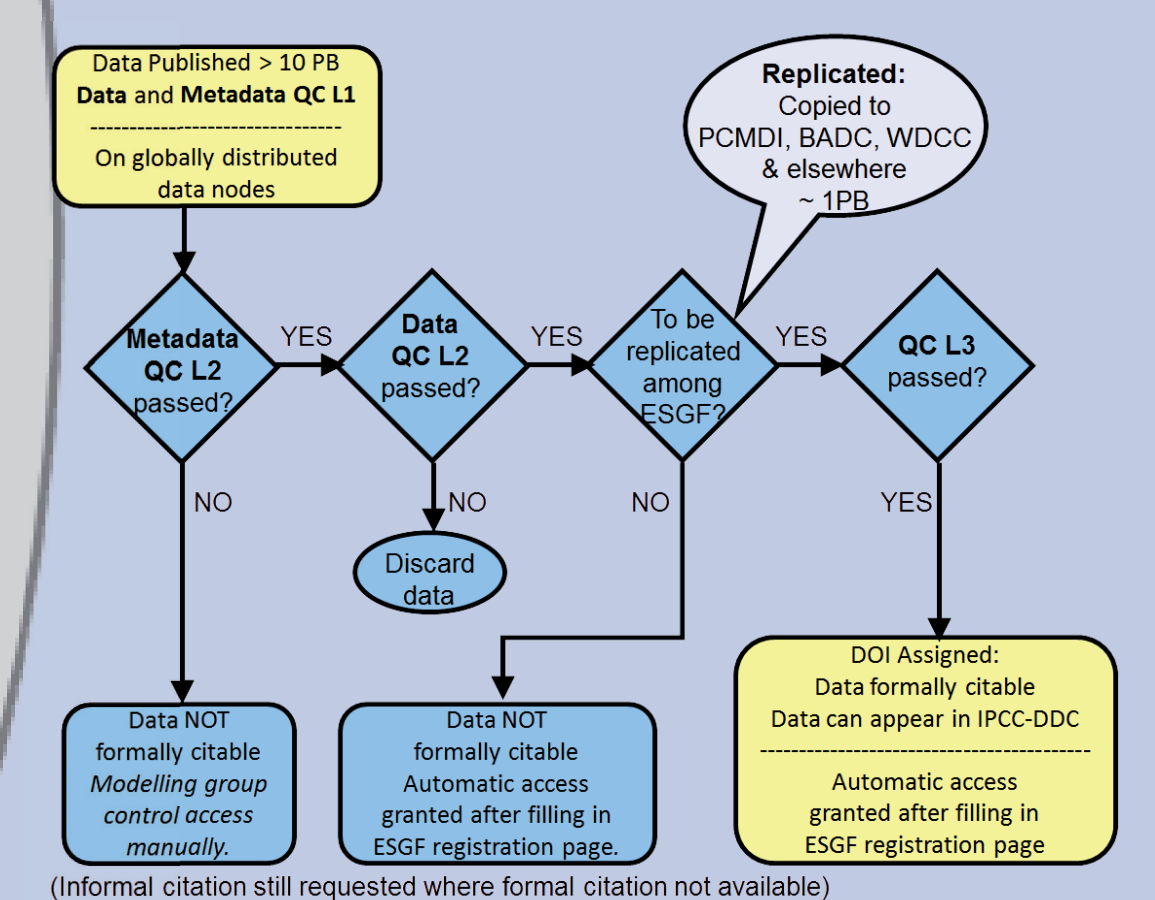 Data Published > 10 PB
Data and Metadata QC L1
----------------------------------
On globally distributed
data nodes
Replicated:
Copied to
PCMDI, BADC, WDCC
& elsewhere
~ 1PB
Metadata
QC L2
passed?
YES
Data
QC L2
passed?
YES
To be
replicated
among
ESGF?
YES
QC L3
passed?
NO
NO
Discard
data
NO
YES
Data NOT
formally citable
Modelling group
control access
manually.
Data NOT
formally citable
Automatic access
granted after filling in
ESGF registration page.
DOI Assigned:
Data formally citable
Data can appear in IPCC-DDC
--------------------------------------------
Automatic access
granted after filling in
ESGF registration page
(Informal citation still requested where formal citation not available)